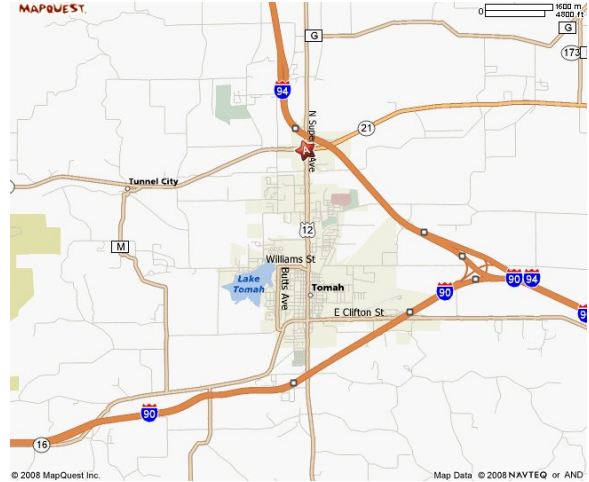 MAPQUEST.
0
1600 m
4800 ft
G
G
173
94
N Superior Ave
21
A
Tunnel City
12
M
Williams St
Lake
Tomah
Butts Ave
Tomah
90
90
94
E Clifton St
90
16
© 2008 MapQuest Inc.
Map Data © 2008 NAVTEQ or AND